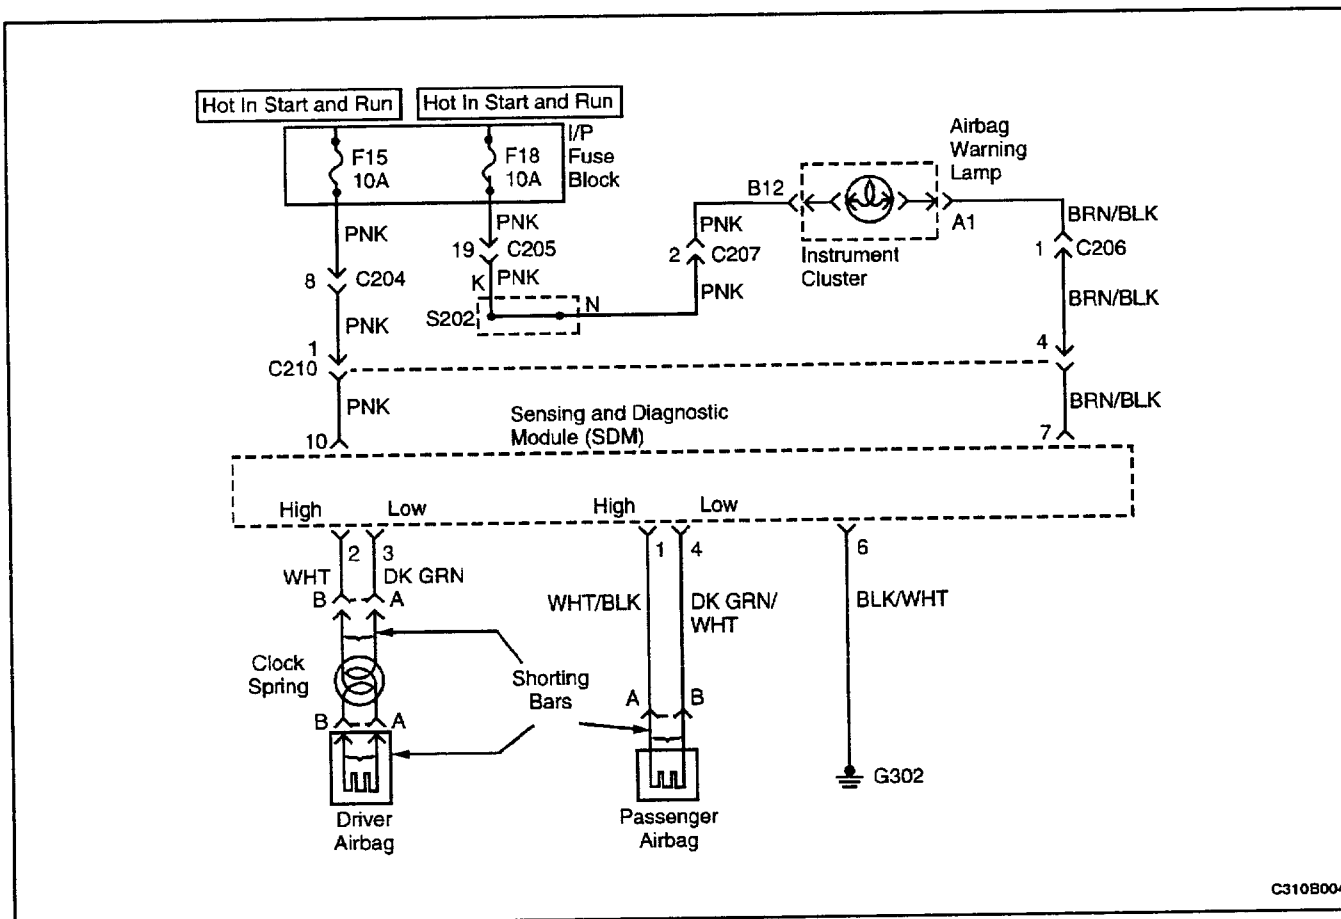 Hot In Start and Run
Hot In Start and Run
I/P
Fuse
Block
F15
10A
F18
10A
Airbag
Warning
Lamp
B12
A1
Instrument
Cluster
PNK
PNK
PNK
BRN/BLK
19
C205
2
C207
1
C206
8
C204
K
PNK
PNK
BRN/BLK
S202
N
PNK
1
C210
4
PNK
BRN/BLK
10
7
Sensing and Diagnostic
Module (SDM)
High
Low
High
Low
2
3
1
4
6
WHT
DK GRN
WHT/BLK
DK GRN/
WHT
BLK/WHT
B
A
Clock
Spring
Shorting
Bars
A
B
B
A
G302
Driver
Airbag
Passenger
Airbag
C310B004